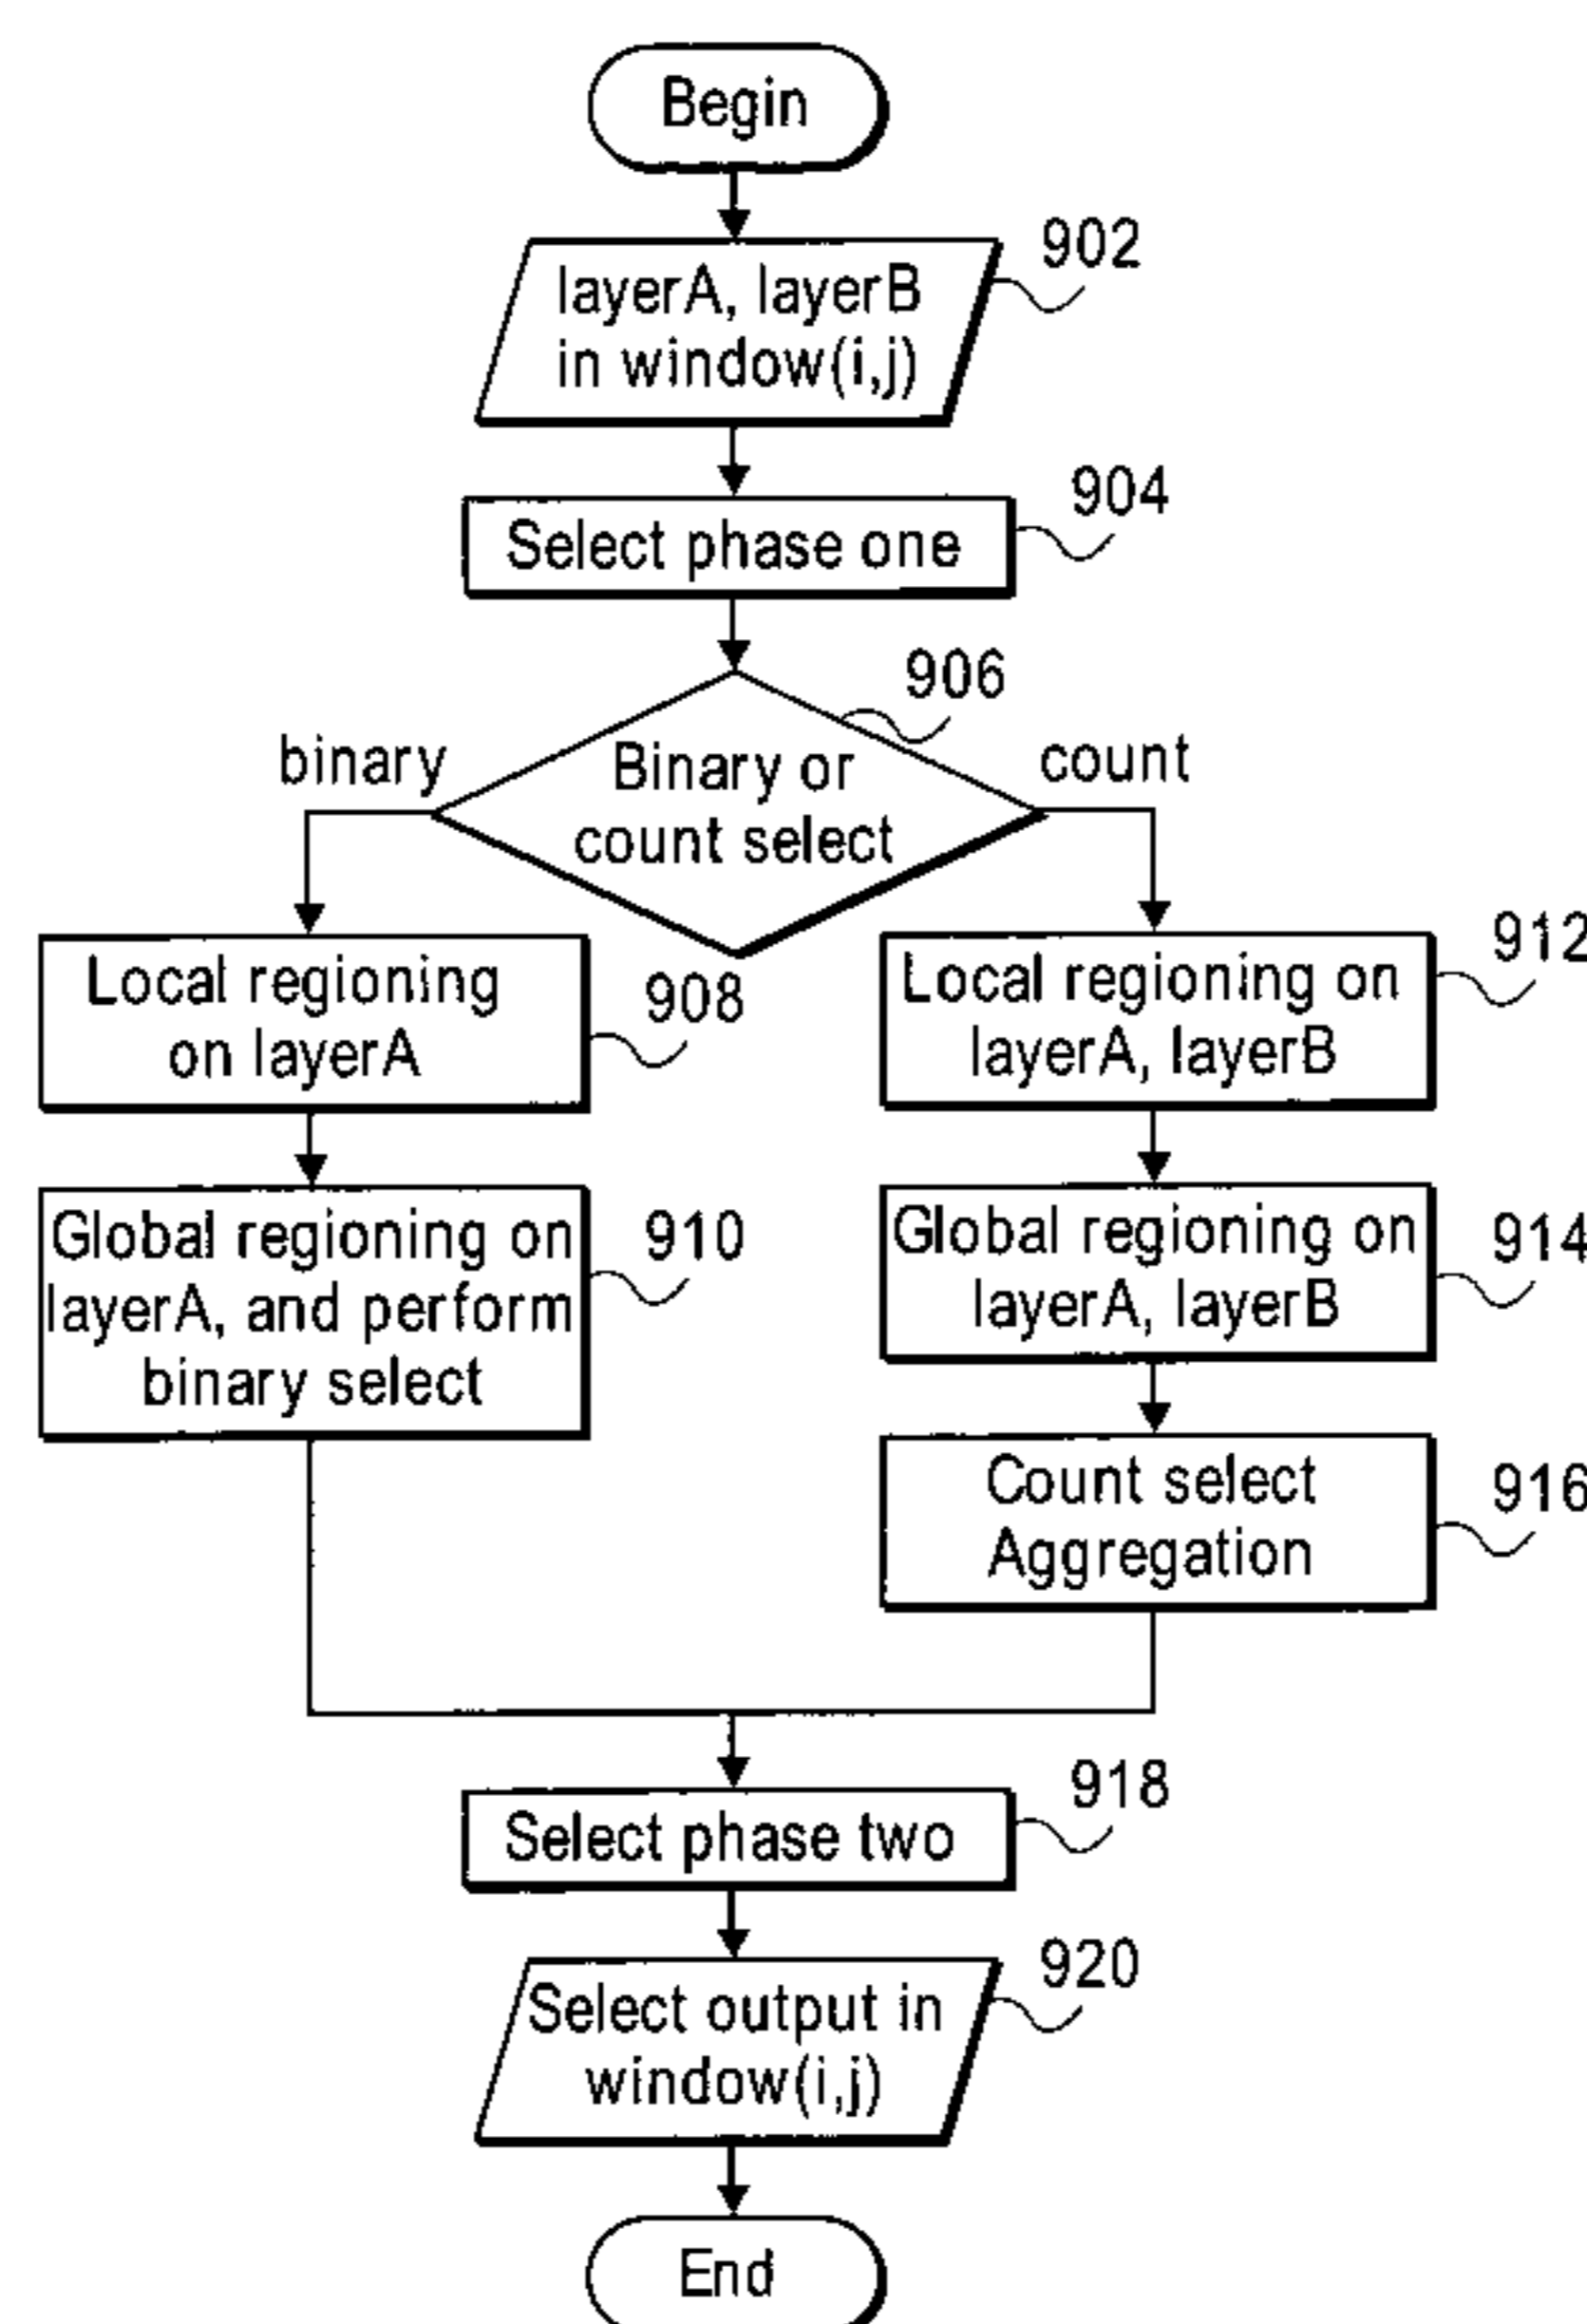 Begin
902
layerA, layerB
in window(i,j)
904
Select phase one
906
binary
Binary or
count select
count
Local regioning
on layerA
908
Global regioning on
layerA, and perform
binary select
910
912
Local regioning on
layerA, layerB
914
Global regioning on
layerA, layerB
916
Count select
Aggregation
918
Select phase two
920
Select output in
window(i,j)
End